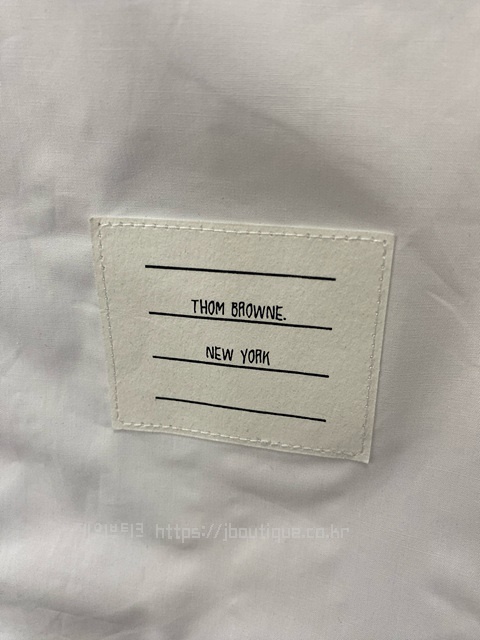 THOM BROWNE.
NEW YORK
https://jboutique.co.kr